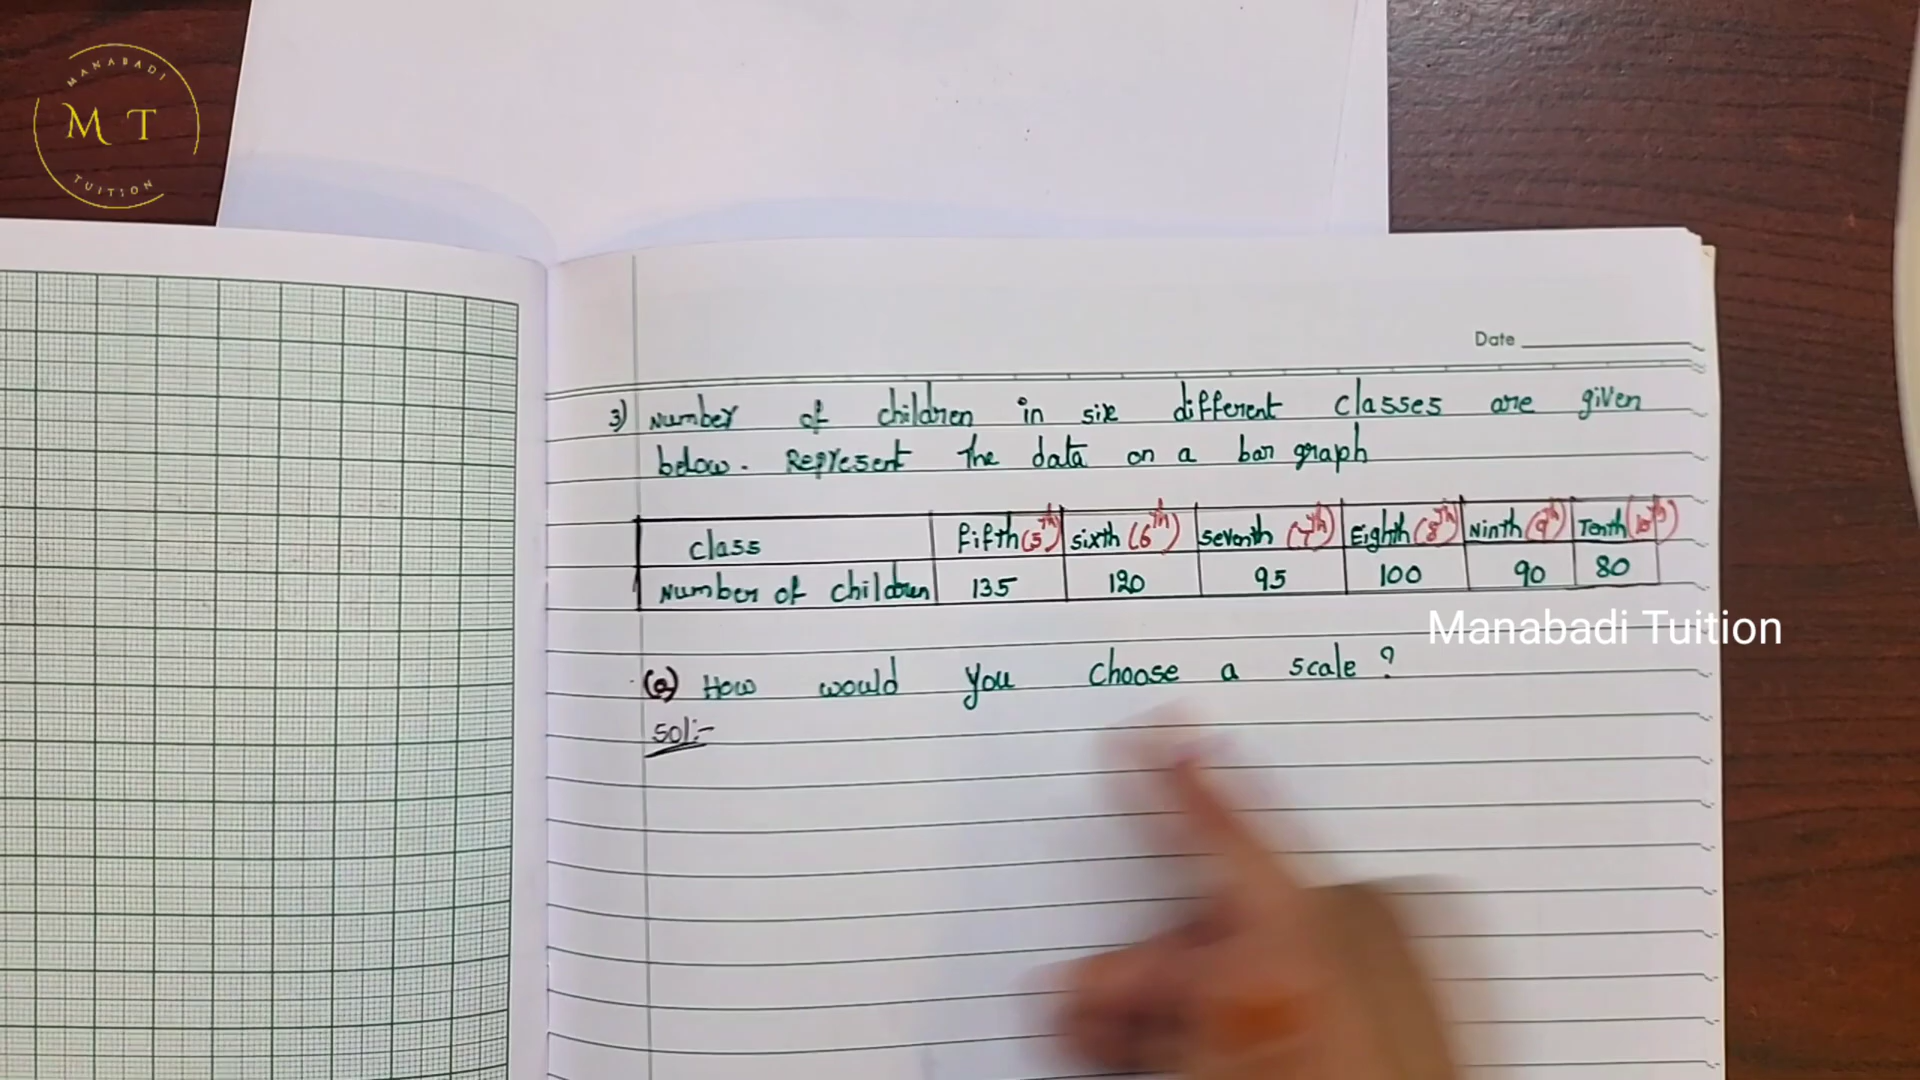 MANABADI
M T
TUITION
Date
3) Number of children in six different classes are given
below. Represent the data on a bar graph
class Fifth (5th) sixth (6th) seventh (7th) Eighth (8th) Ninth (9th) Tenth (10th)
Number of children 135 120 95 100 90 80
Manabadi Tuition
(a) How would you choose a scale?
Sol:-